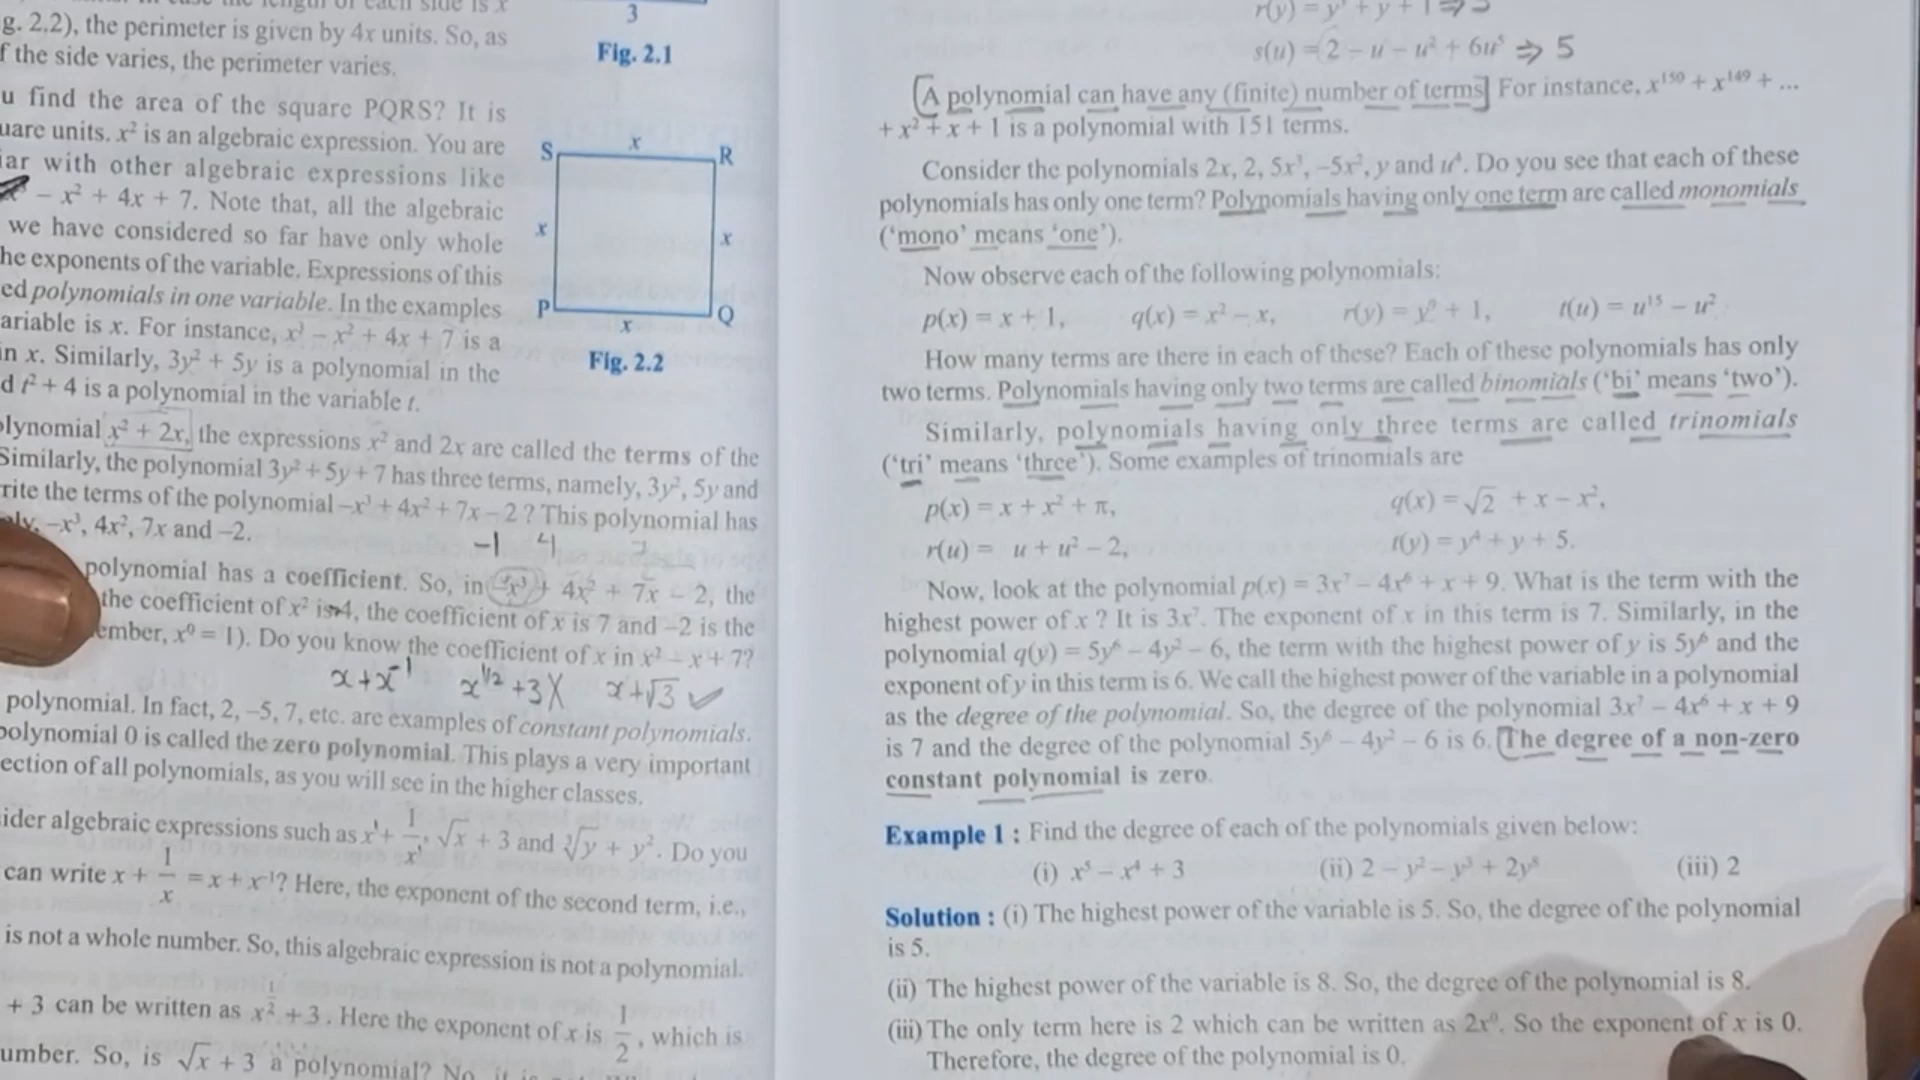 g. 2.2), the perimeter is given by 4x units. So, as
f the side varies, the perimeter varies.
3
Fig. 2.1
u find the area of the square PQRS? It is
uare units. x² is an algebraic expression. You are
iar with other algebraic expressions like
– x² + 4x + 7. Note that, all the algebraic
we have considered so far have only whole
he exponents of the variable. Expressions of this
ed polynomials in one variable. In the examples
ariable is x. For instance, x³ – x² + 4x + 7 is a
in x. Similarly, 3y² + 5y is a polynomial in the
d t² + 4 is a polynomial in the variable t.
S x R
x x
P x Q
Fig. 2.2
olynomial x² + 2x, the expressions x² and 2x are called the terms of the
Similarly, the polynomial 3y² + 5y + 7 has three terms, namely, 3y², 5y and
rite the terms of the polynomial –x³ + 4x² + 7x – 2 ? This polynomial has
ely, –x³, 4x², 7x and –2.
–1 4
polynomial has a coefficient. So, in –x³ + 4x² + 7x – 2, the
the coefficient of x² is 4, the coefficient of x is 7 and –2 is the
ember, x⁰ = 1). Do you know the coefficient of x in x² – x + 7?
x+x⁻¹ x^1/2 +3 X x+√3 ✓
polynomial. In fact, 2, –5, 7, etc. are examples of constant polynomials.
polynomial 0 is called the zero polynomial. This plays a very important
ection of all polynomials, as you will see in the higher classes.
ider algebraic expressions such as x + 1/x, √x + 3 and ∛y + y². Do you
can write x + 1/x = x + x⁻¹? Here, the exponent of the second term, i.e.,
is not a whole number. So, this algebraic expression is not a polynomial.
+ 3 can be written as x^1/2 + 3. Here the exponent of x is 1/2, which is
umber. So, is √x + 3 a polynomial? No, it is
r(y) = y³ + y + 1 ⇒ 3
s(u) = 2 – u – u² + 6u⁵ ⇒ 5
[A polynomial can have any (finite) number of terms] For instance, x¹⁵⁰ + x¹⁴⁹ + ...
+ x² + x + 1 is a polynomial with 151 terms.
Consider the polynomials 2x, 2, 5x³, –5x², y and u⁴. Do you see that each of these
polynomials has only one term? Polynomials having only one term are called monomials
(‘mono’ means ‘one’).
Now observe each of the following polynomials:
p(x) = x + 1, q(x) = x² – x, r(y) = y⁹ + 1, t(u) = u¹⁵ – u²
How many terms are there in each of these? Each of these polynomials has only
two terms. Polynomials having only two terms are called binomials (‘bi’ means ‘two’).
Similarly, polynomials having only three terms are called trinomials
(‘tri’ means ‘three’). Some examples of trinomials are
p(x) = x + x² + π, q(x) = √2 + x – x²,
r(u) = u + u² – 2, t(y) = y⁴ + y + 5.
Now, look at the polynomial p(x) = 3x⁷ – 4x⁶ + x + 9. What is the term with the
highest power of x ? It is 3x⁷. The exponent of x in this term is 7. Similarly, in the
polynomial q(y) = 5y⁶ – 4y² – 6, the term with the highest power of y is 5y⁶ and the
exponent of y in this term is 6. We call the highest power of the variable in a polynomial
as the degree of the polynomial. So, the degree of the polynomial 3x⁷ – 4x⁶ + x + 9
is 7 and the degree of the polynomial 5y⁶ – 4y² – 6 is 6. [The degree of a non-zero
constant polynomial is zero.
Example 1 : Find the degree of each of the polynomials given below:
(i) x⁵ – x⁴ + 3 (ii) 2 – y² – y³ + 2y⁸ (iii) 2
Solution : (i) The highest power of the variable is 5. So, the degree of the polynomial
is 5.
(ii) The highest power of the variable is 8. So, the degree of the polynomial is 8.
(iii) The only term here is 2 which can be written as 2x⁰. So the exponent of x is 0.
Therefore, the degree of the polynomial is 0.